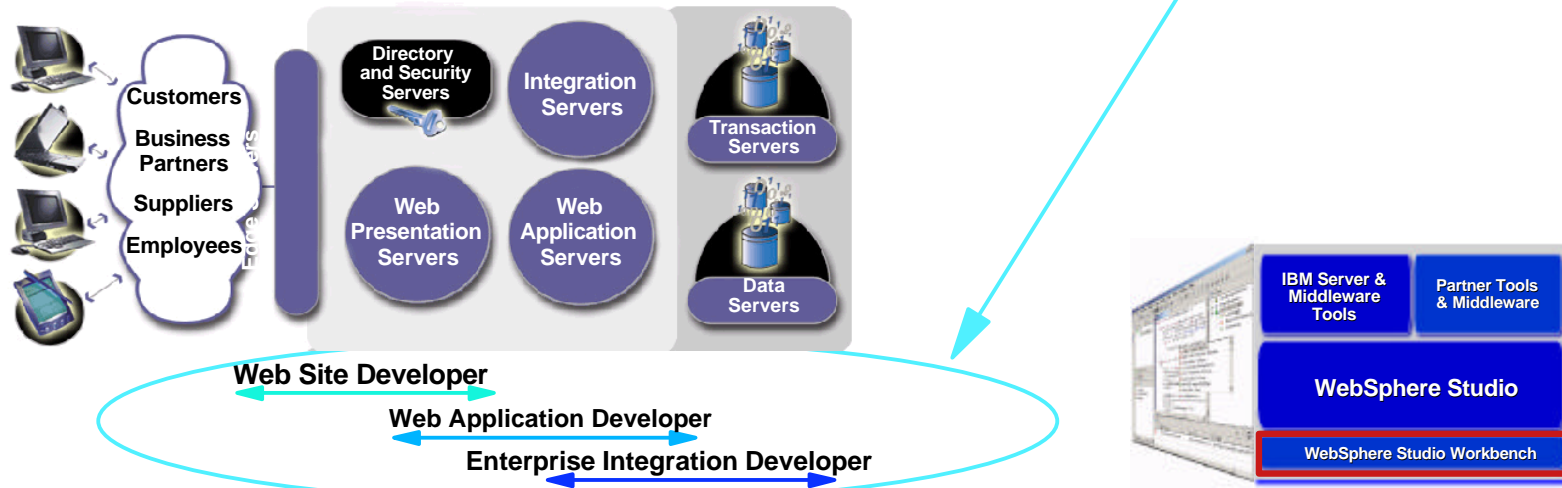 Customers
Business
Partners
Suppliers
Employees
Directory
and Security
Servers
Integration
Servers
Web
Presentation
Servers
Web
Application
Servers
Transaction
Servers
Data
Servers
Web Site Developer
Web Application Developer
Enterprise Integration Developer
IBM Server &
Middleware
Tools
Partner Tools
& Middleware
WebSphere Studio
WebSphere Studio Workbench